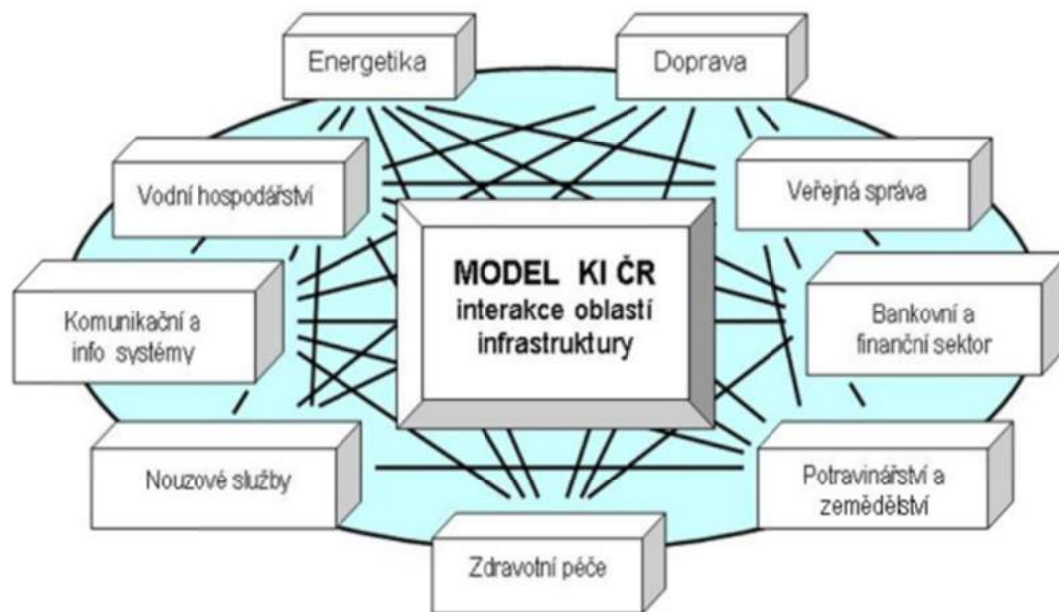 Energetika
Doprava
Vodní hospodářství
Veřejná správa
MODEL KI ČR
interakce oblastí
infrastruktury
Komunikační a
info systémy
Bankovní a
finanční sektor
Nouzové služby
Potravinářství a
zemědělství
Zdravotní péče